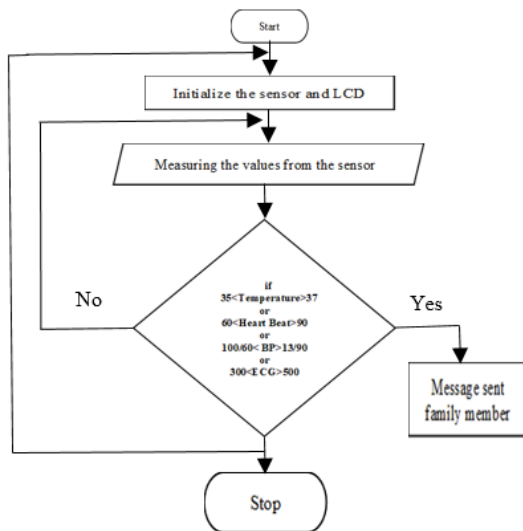 Start
Initialize the sensor and LCD
Measuring the values from the sensor
if
35<Temperature>37
or
60<Heart Beat>90
or
100/60< BP>13/90
or
300<ECG>500
No
Yes
Message sent
family member
Stop